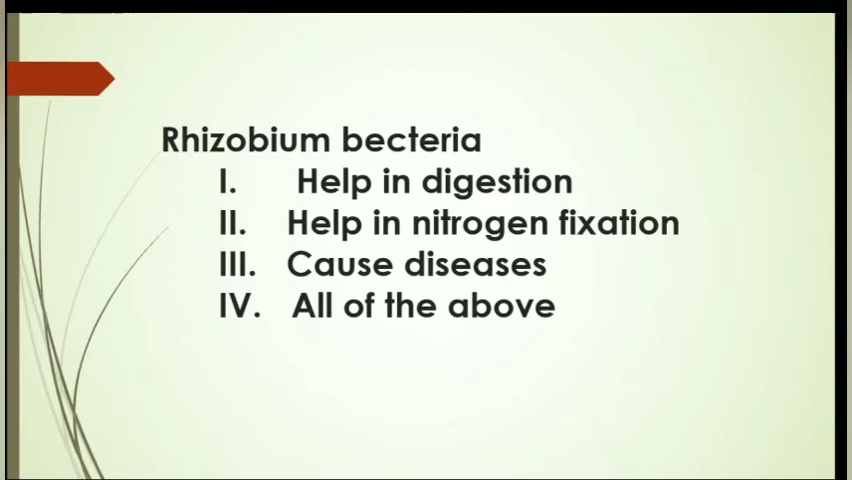 Rhizobium becteria
I. Help in digestion
II. Help in nitrogen fixation
III. Cause diseases
IV. All of the above